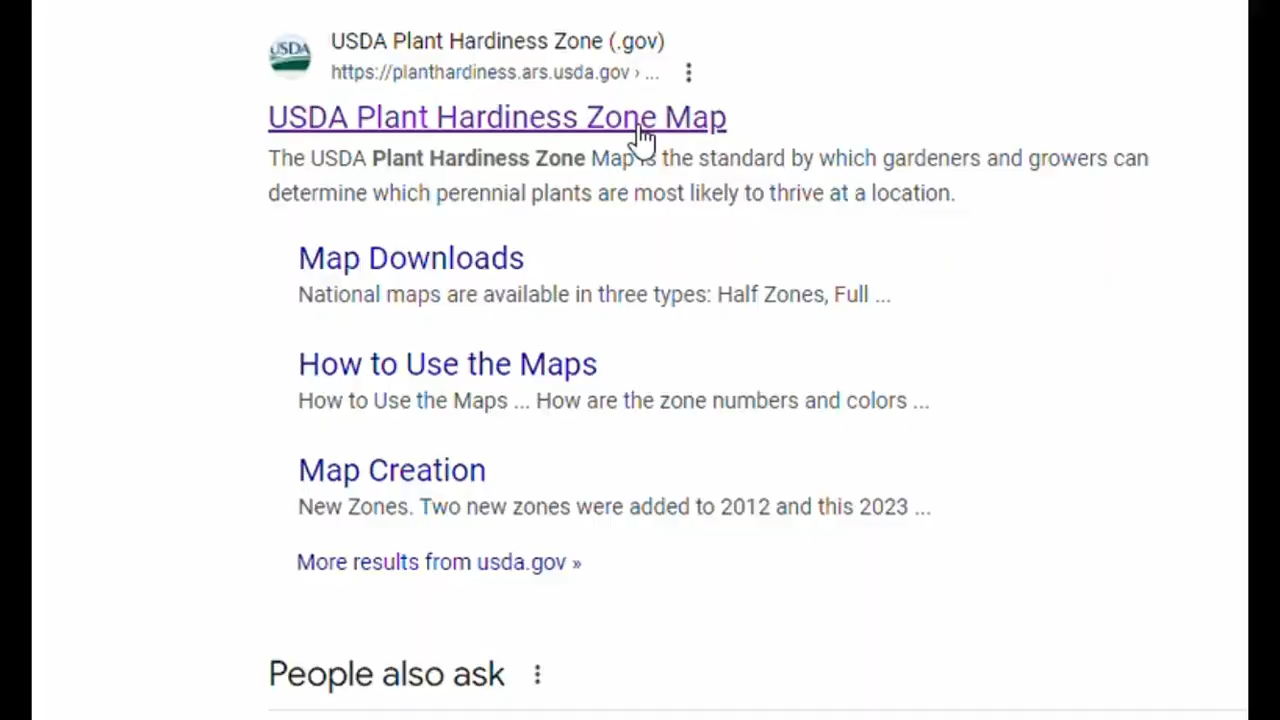 USDA
USDA Plant Hardiness Zone (.gov)
https://planthardiness.ars.usda.gov › ...
USDA Plant Hardiness Zone Map
The USDA Plant Hardiness Zone Map is the standard by which gardeners and growers can
determine which perennial plants are most likely to thrive at a location.
Map Downloads
National maps are available in three types: Half Zones, Full ...
How to Use the Maps
How to Use the Maps ... How are the zone numbers and colors ...
Map Creation
New Zones. Two new zones were added to 2012 and this 2023 ...
More results from usda.gov »
People also ask